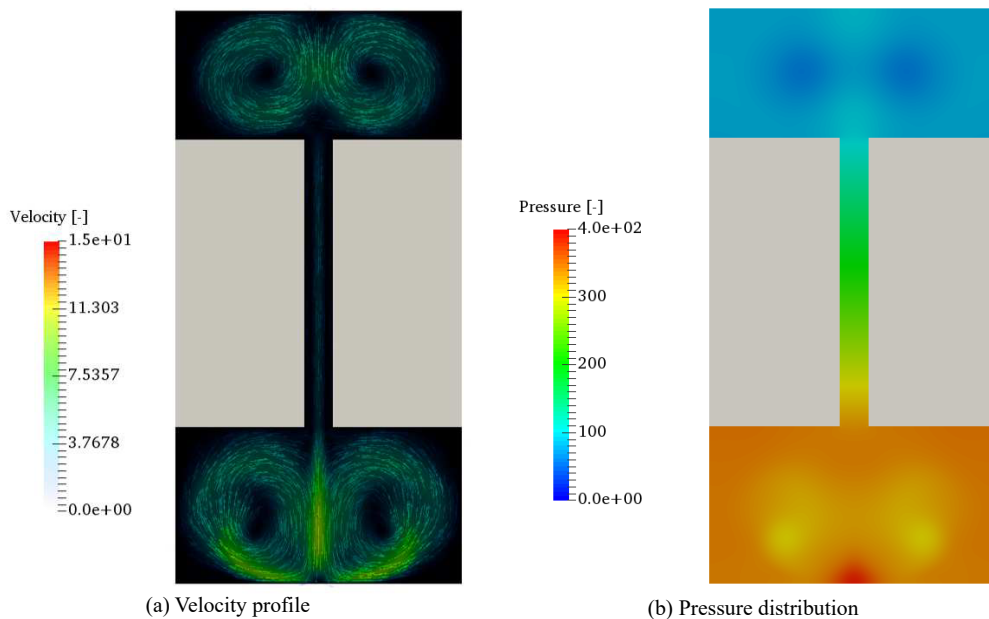 Velocity [-]
1.5e+01
11.303
7.5357
3.7678
0.0e+00
(a) Velocity profile
Pressure [-]
4.0e+02
300
200
100
0.0e+00
(b) Pressure distribution